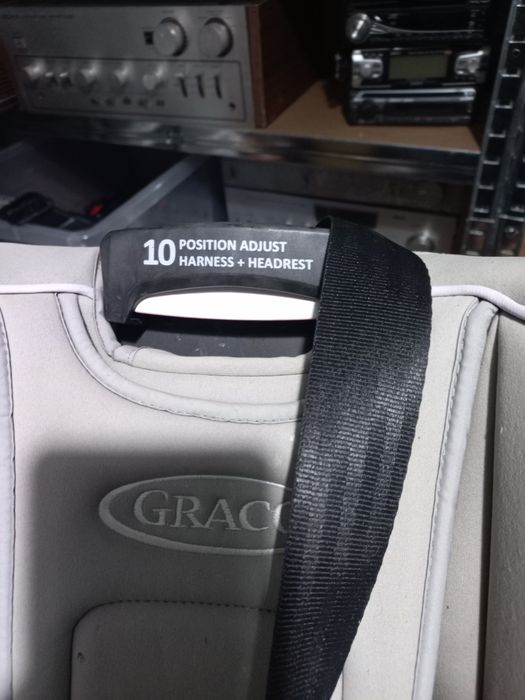 10 POSITION ADJUST
HARNESS + HEADREST
GRACO